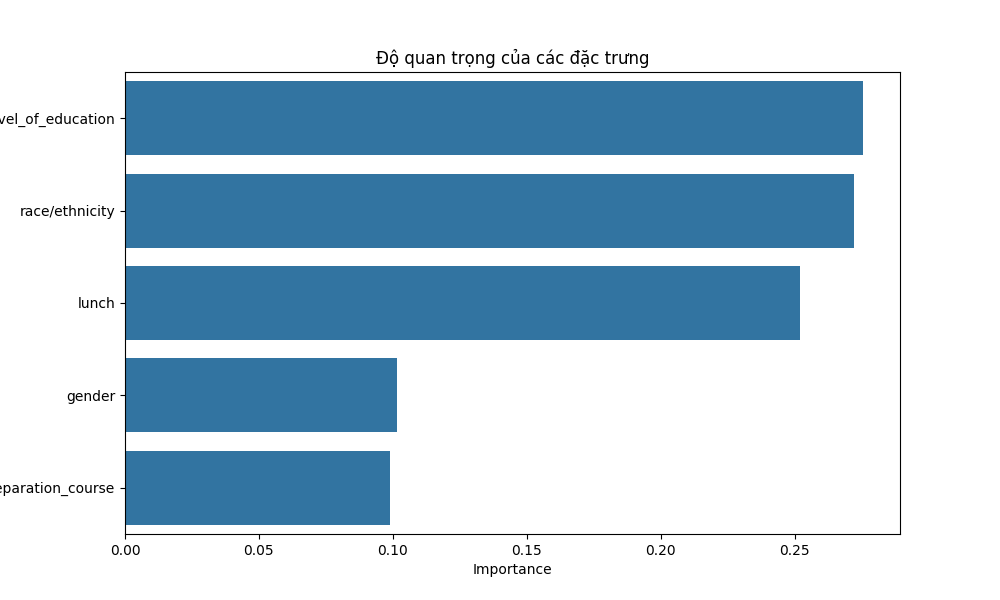 Độ quan trọng của các đặc trưng
vel_of_education
race/ethnicity
lunch
gender
eparation_course
0.00 0.05 0.10 0.15 0.20 0.25
Importance